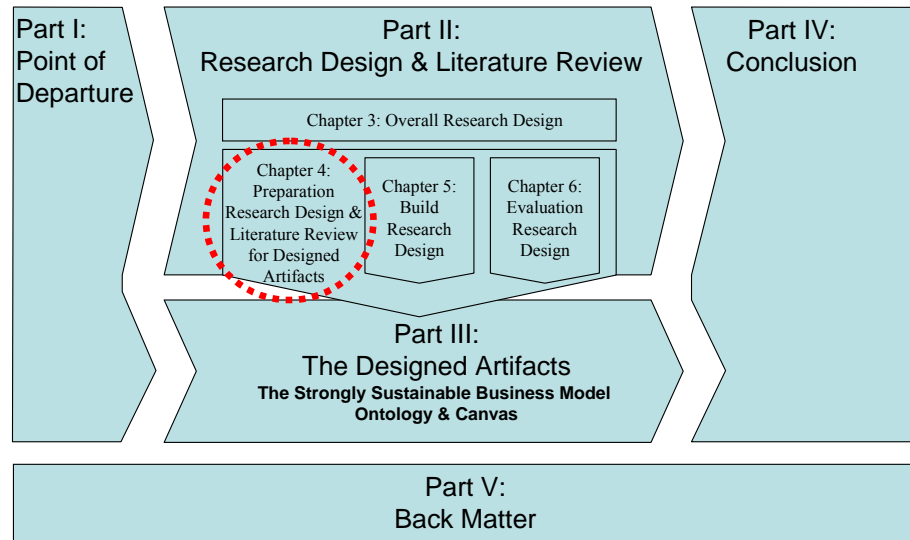 Part I:
Point of
Departure
Part II:
Research Design & Literature Review
Chapter 3: Overall Research Design
Chapter 4:
Preparation
Research Design &
Literature Review
for Designed
Artifacts
Chapter 5:
Build
Research
Design
Chapter 6:
Evaluation
Research
Design
Part III:
The Designed Artifacts
The Strongly Sustainable Business Model
Ontology & Canvas
Part IV:
Conclusion
Part V:
Back Matter